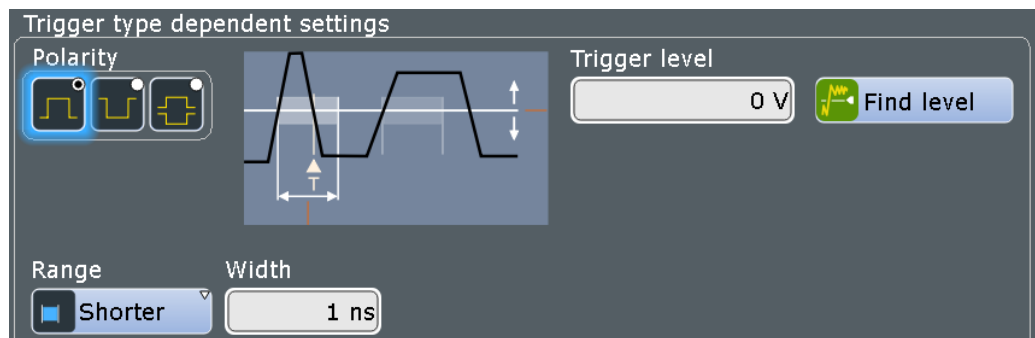 Trigger type dependent settings
Polarity
Trigger level
0 V
Find level
T
Range
Width
Shorter
1 ns